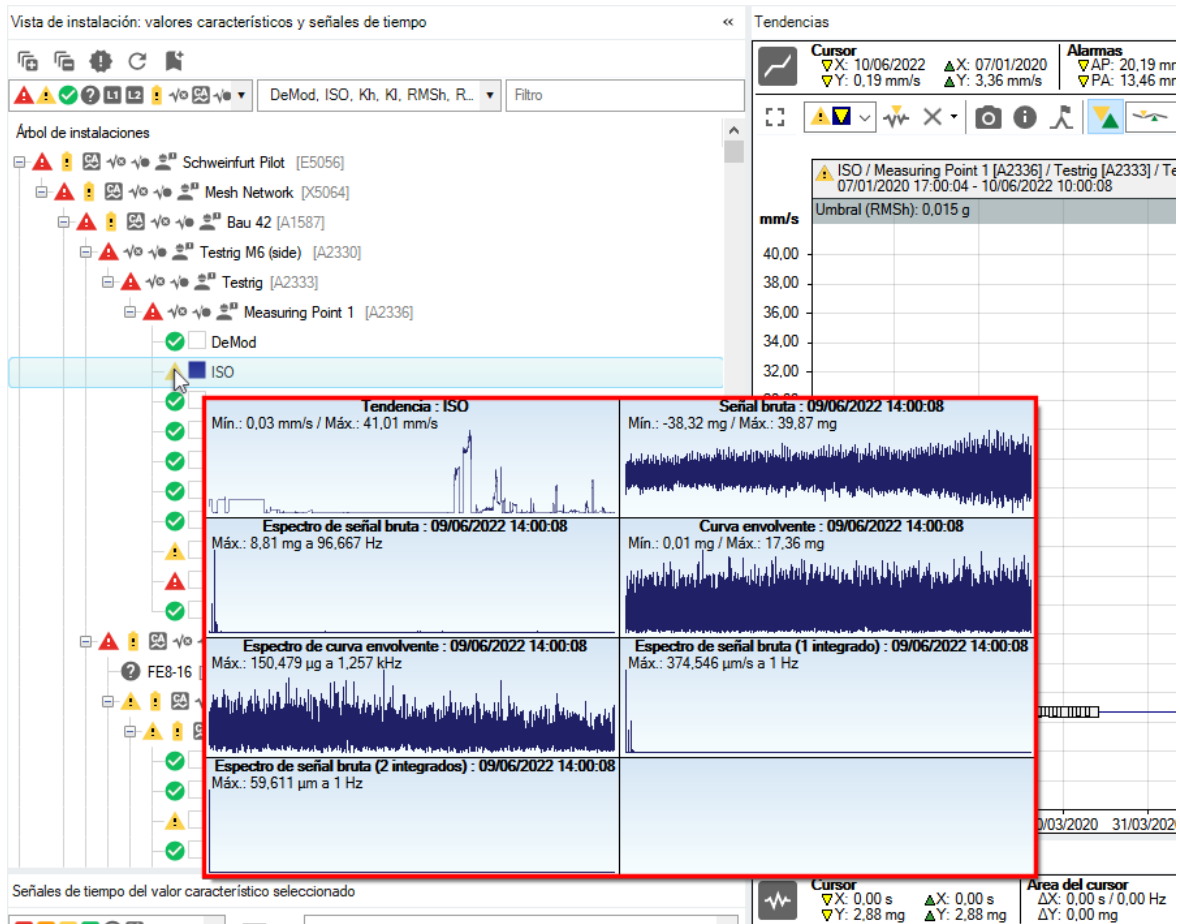 Vista de instalación: valores característicos y señales de tiempo
«
L1 L2
DeMod, ISO, Kh, Kl, RMSh, R...
Filtro
Árbol de instalaciones
Schweinfurt Pilot [E5056]
Mesh Network [X5064]
Bau 42 [A1587]
Testrig M6 (side) [A2330]
Testrig [A2333]
Measuring Point 1 [A2336]
DeMod
ISO
FE8-16
Tendencia : ISO
Mín.: 0,03 mm/s / Máx.: 41,01 mm/s
Señal bruta : 09/06/2022 14:00:08
Mín.: -38,32 mg / Máx.: 39,87 mg
Espectro de señal bruta : 09/06/2022 14:00:08
Máx.: 8,81 mg a 96,667 Hz
Curva envolvente : 09/06/2022 14:00:08
Mín.: 0,01 mg / Máx.: 17,36 mg
Espectro de curva envolvente : 09/06/2022 14:00:08
Máx.: 150,479 µg a 1,257 kHz
Espectro de señal bruta (1 integrado) : 09/06/2022 14:00:08
Máx.: 374,546 µm/s a 1 Hz
Espectro de señal bruta (2 integrados) : 09/06/2022 14:00:08
Máx.: 59,611 µm a 1 Hz
Señales de tiempo del valor característico seleccionado
Tendencias
Cursor
X: 10/06/2022 X: 07/01/2020
Y: 0,19 mm/s Y: 3,36 mm/s
Alarmas
AP: 20,19 mm
PA: 13,46 mm
ISO / Measuring Point 1 [A2336] / Testrig [A2333] / Te
07/01/2020 17:00:04 - 10/06/2022 10:00:08
mm/s
Umbral (RMSh): 0,015 g
40,00
38,00
36,00
34,00
32,00
0/03/2020 31/03/202
Cursor
X: 0,00 s X: 0,00 s
Y: 2,88 mg Y: 2,88 mg
Área del cursor
ΔX: 0,00 s / 0,00 Hz
ΔY: 0,00 mg